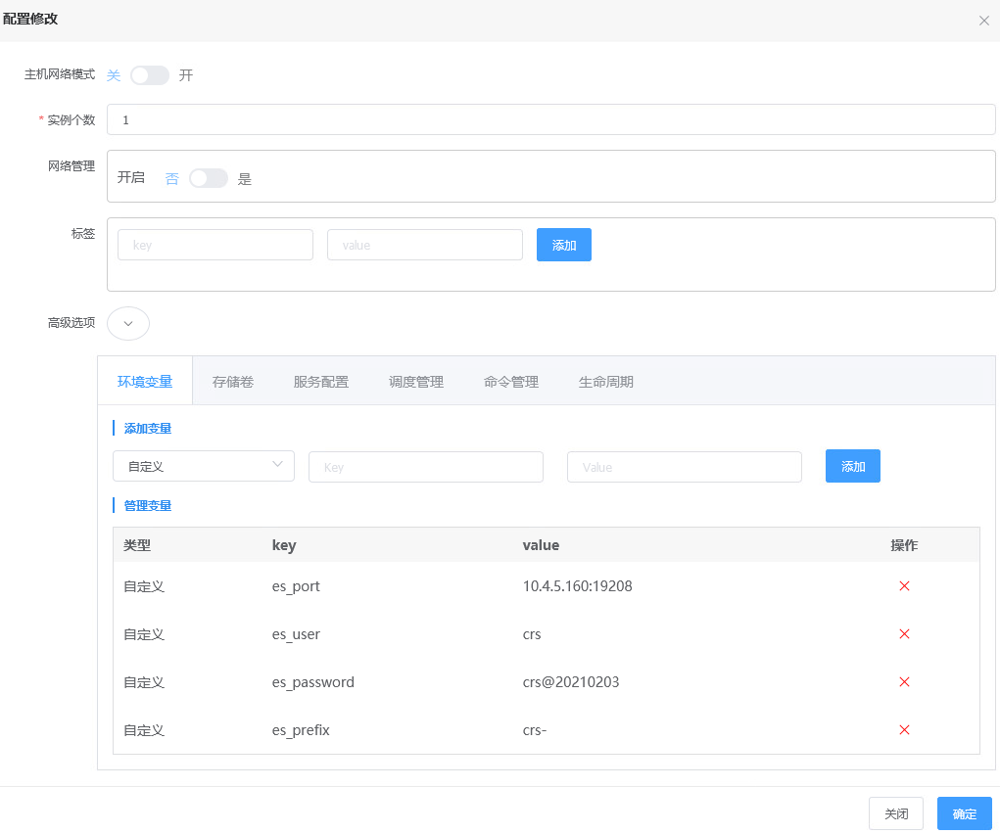 配置修改
主机网络模式 关 开
* 实例个数 1
网络管理 开启 否 是
标签 key value 添加
高级选项
环境变量 存储卷 服务配置 调度管理 命令管理 生命周期
添加变量
自定义 Key Value 添加
管理变量
类型 key value 操作
自定义 es_port 10.4.5.160:19208
自定义 es_user crs
自定义 es_password crs@20210203
自定义 es_prefix crs-
关闭 确定